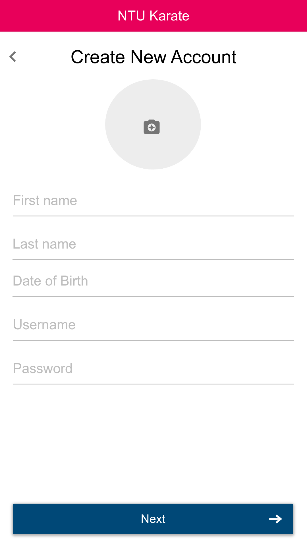 NTU Karate
Create New Account
First name
Last name
Date of Birth
Username
Password
Next